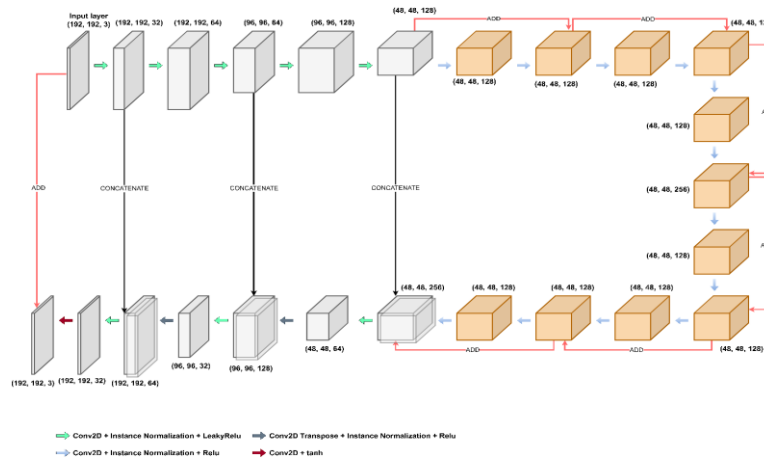 Input layer
(192, 192, 3)
(192, 192, 32)
(192, 192, 64)
(96, 96, 64)
(96, 96, 128)
(48, 48, 128)
ADD
ADD
(48, 48,
(48, 48, 128)
(48, 48, 128)
(48, 48, 128)
(48, 48, 128)
ADD
CONCATENATE
CONCATENATE
CONCATENATE
(48, 48, 256)
(48, 48, 128)
(48, 48, 256)
(48, 48, 128)
(48, 48, 128)
(48, 48, 128)
(48, 48, 128)
ADD
ADD
(48, 48, 64)
(96, 96, 128)
(96, 96, 32)
(192, 192, 64)
(192, 192, 32)
(192, 192, 3)
Conv2D + Instance Normalization + LeakyRelu
Conv2D Transpose + Instance Normalization + Relu
Conv2D + Instance Normalization + Relu
Conv2D + tanh